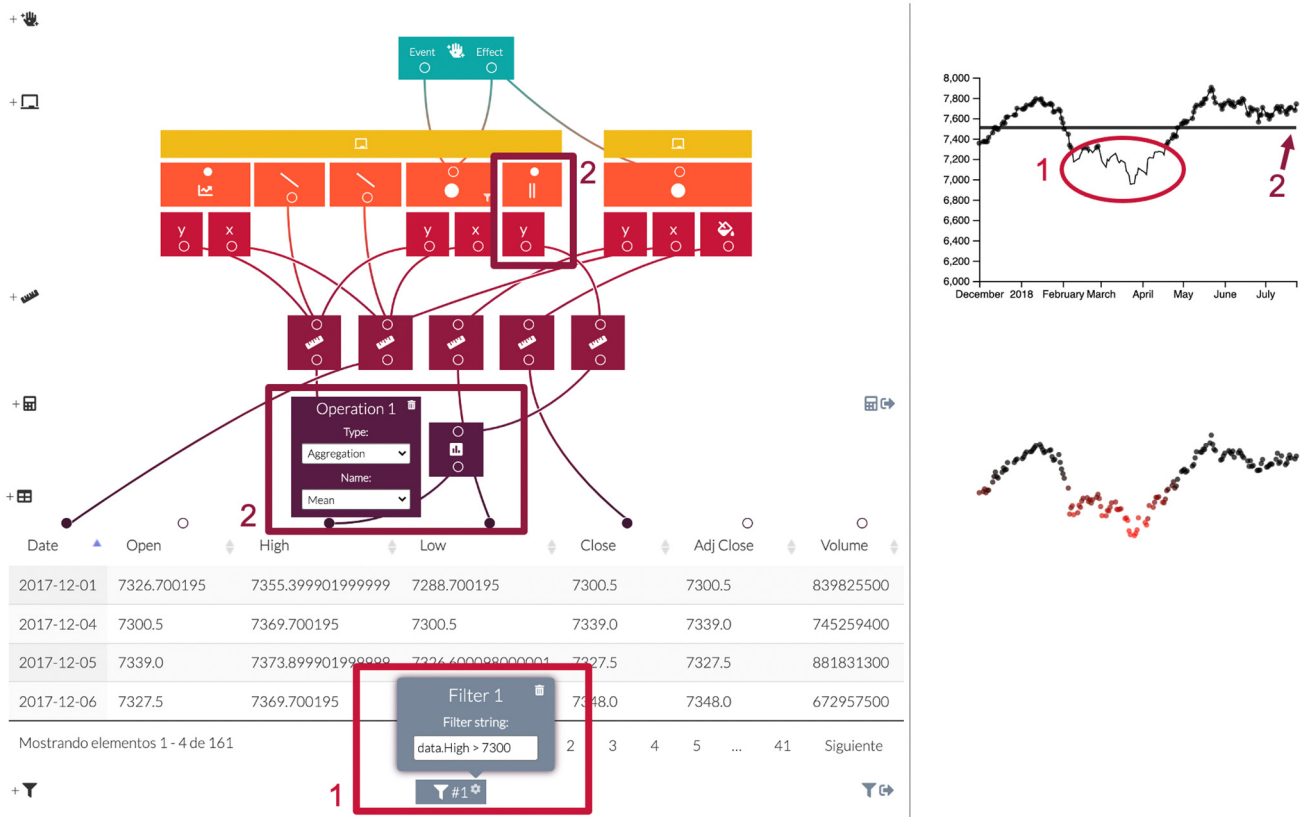 Event Effect
2
y x y x y y x
Operation 1
Type:
Aggregation
Name:
Mean
2
Date Open High Low Close Adj Close Volume
2017-12-01 7326.700195 7355.399901999999 7288.700195 7300.5 7300.5 839825500
2017-12-04 7300.5 7369.700195 7300.5 7339.0 7339.0 745259400
2017-12-05 7339.0 7373.899901999999 7326.600098000001 7327.5 7327.5 881831300
2017-12-06 7327.5 7369.700195 7348.0 7348.0 672957500
Filter 1
Filter string:
data.High > 7300
Mostrando elementos 1 - 4 de 161 2 3 4 5 ... 41 Siguiente
1
#1
8,000
7,800
7,600
7,400
7,200
7,000
6,800
6,600
6,400
6,200
6,000
December 2018 February March April May June July
1
2